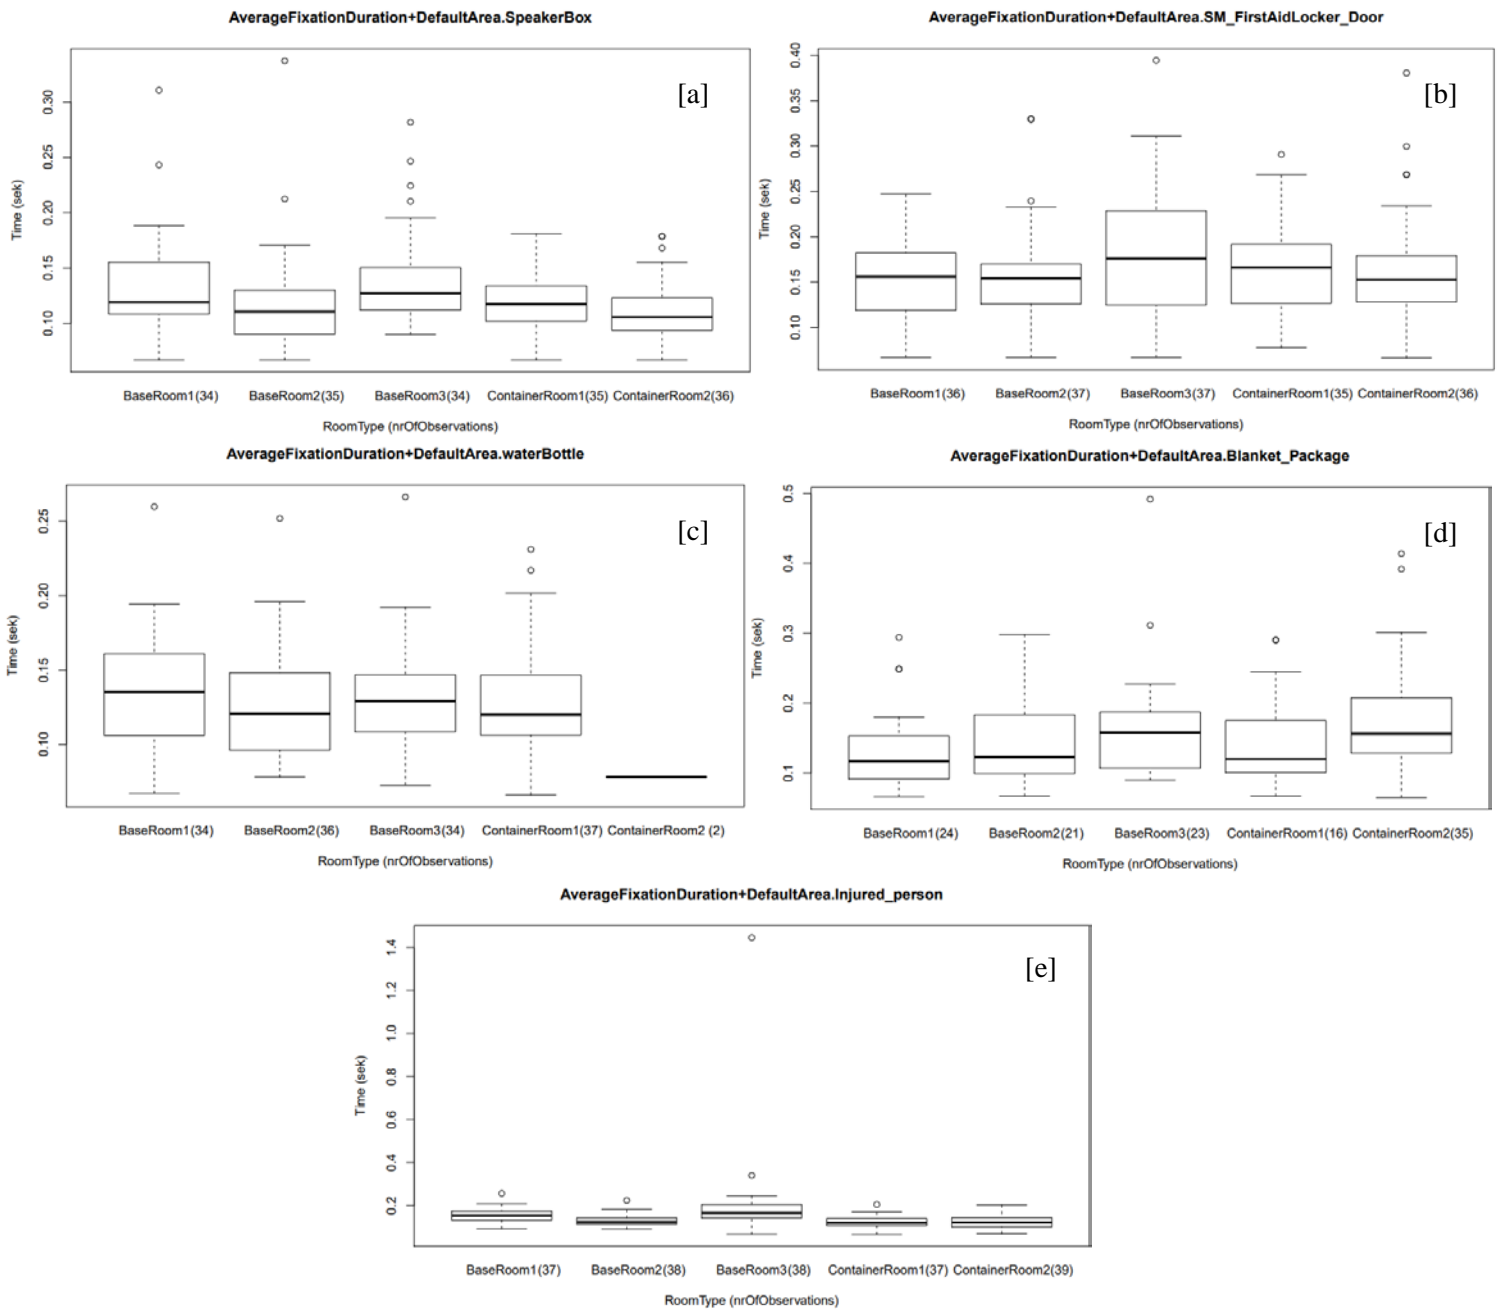 AverageFixationDuration+DefaultArea.SpeakerBox
[a]
0.30
0.25
0.20
0.15
0.10
Time (sek)
BaseRoom1(34) BaseRoom2(35) BaseRoom3(34) ContainerRoom1(35) ContainerRoom2(36)
RoomType (nrOfObservations)
AverageFixationDuration+DefaultArea.SM_FirstAidLocker_Door
[b]
0.40
0.35
0.30
0.25
0.20
0.15
0.10
Time (sek)
BaseRoom1(36) BaseRoom2(37) BaseRoom3(37) ContainerRoom1(35) ContainerRoom2(36)
RoomType (nrOfObservations)
AverageFixationDuration+DefaultArea.waterBottle
[c]
0.25
0.20
0.15
0.10
Time (sek)
BaseRoom1(34) BaseRoom2(36) BaseRoom3(34) ContainerRoom1(37) ContainerRoom2 (2)
RoomType (nrOfObservations)
AverageFixationDuration+DefaultArea.Blanket_Package
[d]
0.5
0.4
0.3
0.2
0.1
Time (sek)
BaseRoom1(24) BaseRoom2(21) BaseRoom3(23) ContainerRoom1(16) ContainerRoom2(35)
RoomType (nrOfObservations)
AverageFixationDuration+DefaultArea.Injured_person
[e]
1.4
1.2
1.0
0.8
0.6
0.4
0.2
Time (sek)
BaseRoom1(37) BaseRoom2(38) BaseRoom3(38) ContainerRoom1(37) ContainerRoom2(39)
RoomType (nrOfObservations)